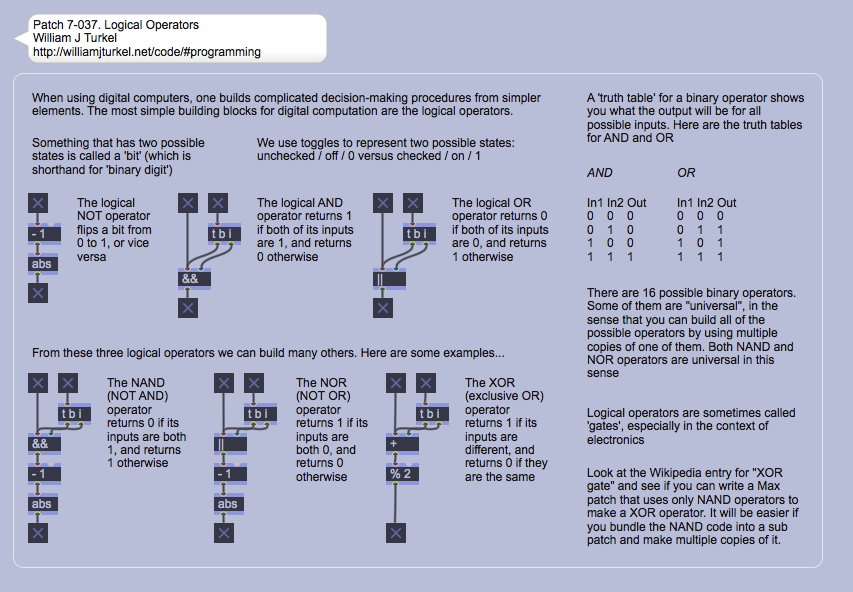 Patch 7-037. Logical Operators
William J Turkel
http://williamjturkel.net/code/#programming
When using digital computers, one builds complicated decision-making procedures from simpler
elements. The most simple building blocks for digital computation are the logical operators.
Something that has two possible
states is called a 'bit' (which is
shorthand for 'binary digit')
We use toggles to represent two possible states:
unchecked / off / 0 versus checked / on / 1
- 1
abs
The logical
NOT operator
flips a bit from
0 to 1, or vice
versa
t b i
&&
The logical AND
operator returns 1
if both of its inputs
are 1, and returns
0 otherwise
t b i
||
The logical OR
operator returns 0
if both of its inputs
are 0, and returns
1 otherwise
From these three logical operators we can build many others. Here are some examples...
t b i
&&
- 1
abs
The NAND
(NOT AND)
operator
returns 0 if its
inputs are both
1, and returns
1 otherwise
t b i
||
- 1
abs
The NOR
(NOT OR)
operator
returns 1 if its
inputs are
both 0, and
returns 0
otherwise
t b i
+
% 2
The XOR
(exclusive OR)
operator
returns 1 if its
inputs are
different, and
returns 0 if they
are the same
A 'truth table' for a binary operator shows
you what the output will be for all
possible inputs. Here are the truth tables
for AND and OR
AND OR
In1 In2 Out In1 In2 Out
0 0 0 0 0 0
0 1 0 0 1 1
1 0 0 1 0 1
1 1 1 1 1 1
There are 16 possible binary operators.
Some of them are "universal", in the
sense that you can build all of the
possible operators by using multiple
copies of one of them. Both NAND and
NOR operators are universal in this
sense
Logical operators are sometimes called
'gates', especially in the context of
electronics
Look at the Wikipedia entry for "XOR
gate" and see if you can write a Max
patch that uses only NAND operators to
make a XOR operator. It will be easier if
you bundle the NAND code into a sub
patch and make multiple copies of it.